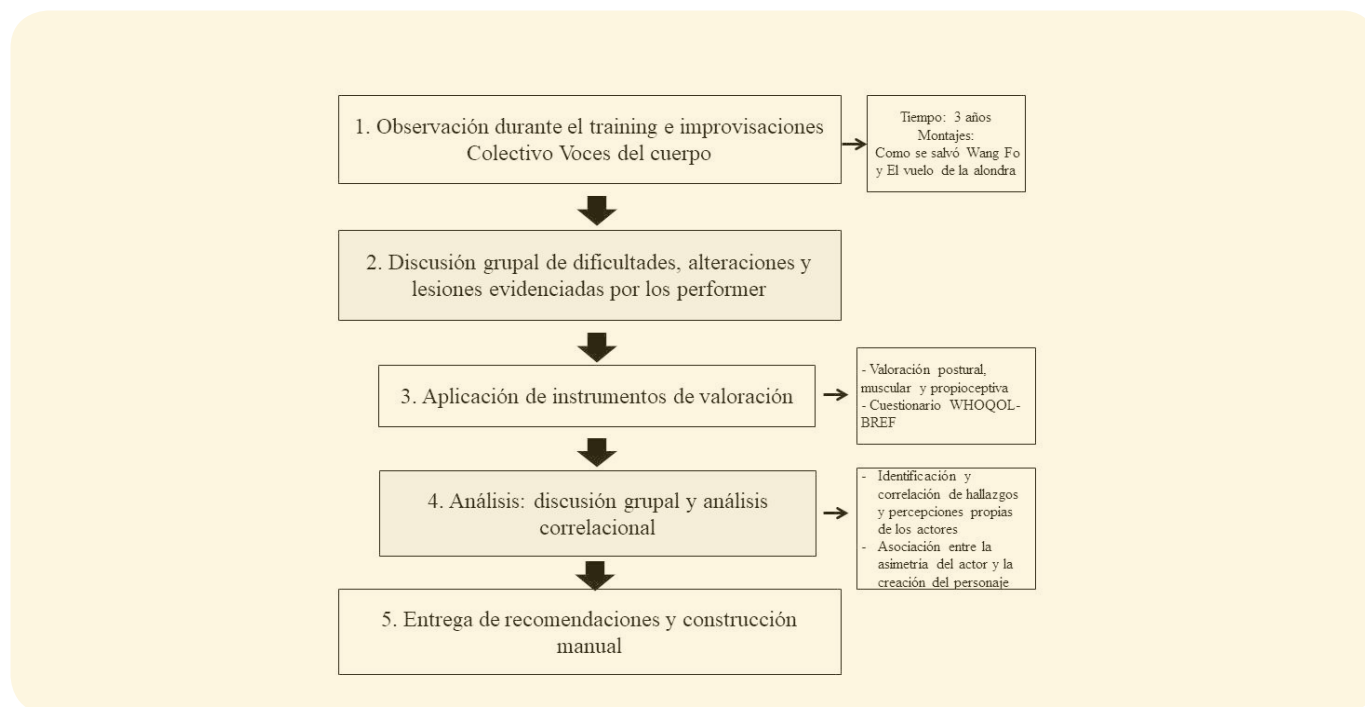 1. Observación durante el training e improvisaciones
Colectivo Voces del cuerpo
Tiempo: 3 años
Montajes:
Como se salvó Wang Fo
y El vuelo de la alondra
2. Discusión grupal de dificultades, alteraciones y
lesiones evidenciadas por los performer
3. Aplicación de instrumentos de valoración
- Valoración postural,
muscular y propioceptiva
- Cuestionario WHOQOL-
BREF
4. Análisis: discusión grupal y análisis
correlacional
- Identificación y
correlación de hallazgos
y percepciones propias
de los actores
- Asociación entre la
asimetria del actor y la
creación del personaje
5. Entrega de recomendaciones y construcción
manual